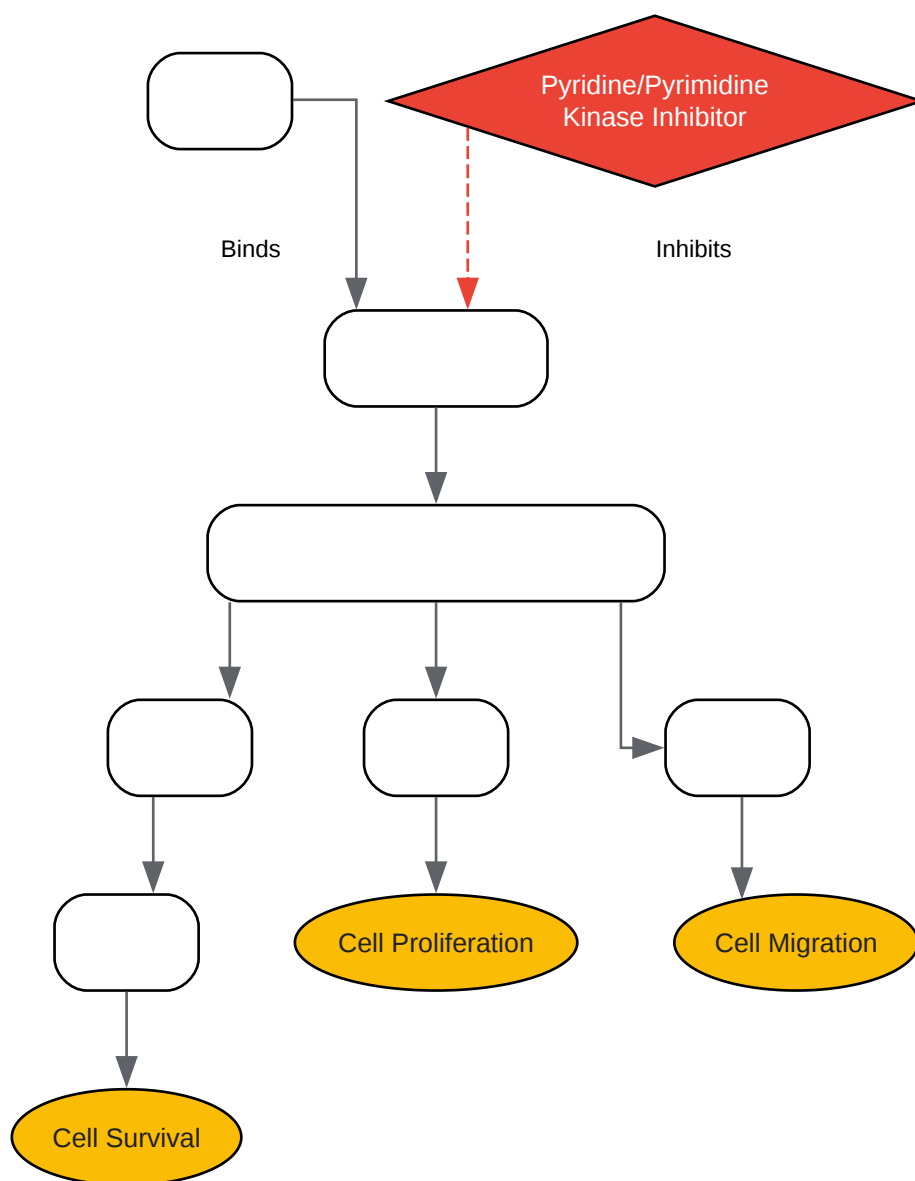 Pyridine/Pyrimidine
Kinase Inhibitor
Binds
Inhibits
Cell Proliferation
Cell Migration
Cell Survival